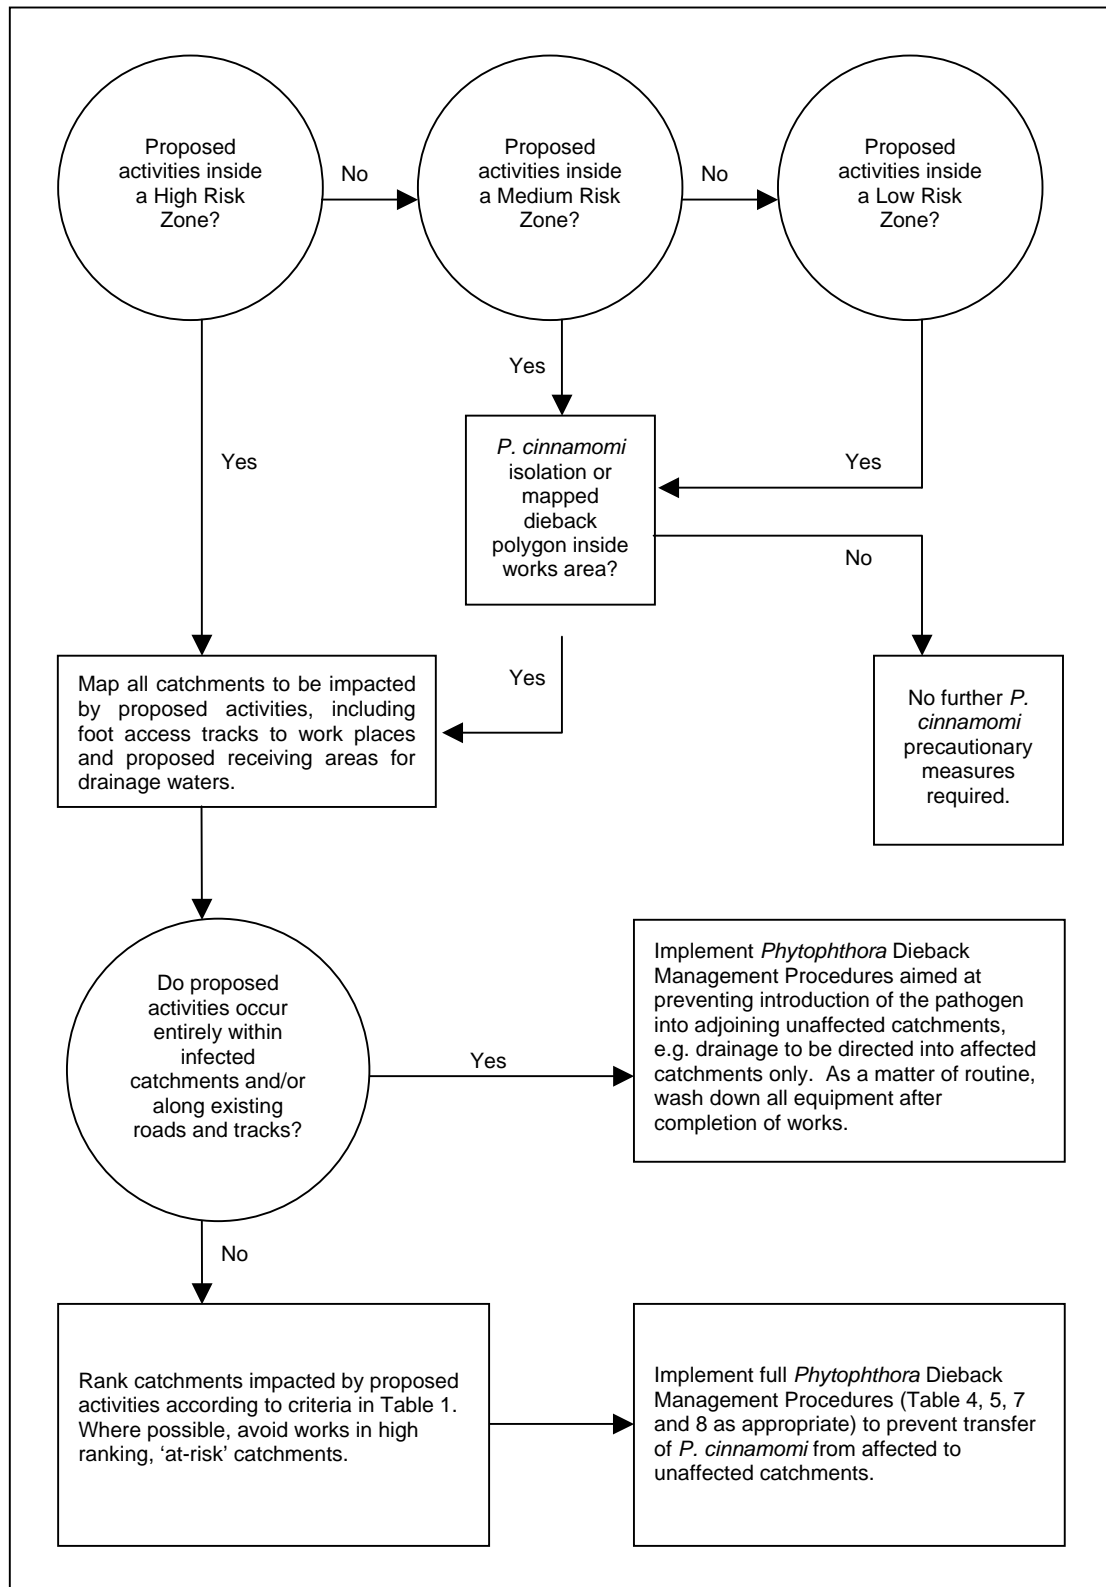 Proposed
activities inside
a High Risk
Zone?
No
Proposed
activities inside
a Medium Risk
Zone?
No
Proposed
activities inside
a Low Risk
Zone?
Yes
Yes
Yes
P. cinnamomi
isolation or
mapped
dieback
polygon inside
works area?
No
Yes
Map all catchments to be impacted
by proposed activities, including
foot access tracks to work places
and proposed receiving areas for
drainage waters.
No further P.
cinnamomi
precautionary
measures
required.
Do proposed
activities occur
entirely within
infected
catchments and/or
along existing
roads and tracks?
Yes
Implement Phytophthora Dieback
Management Procedures aimed at
preventing introduction of the pathogen
into adjoining unaffected catchments,
e.g. drainage to be directed into affected
catchments only.  As a matter of routine,
wash down all equipment after
completion of works.
No
Rank catchments impacted by proposed
activities according to criteria in Table 1.
Where possible, avoid works in high
ranking, ‘at-risk’ catchments.
Implement full Phytophthora Dieback
Management Procedures (Table 4, 5, 7
and 8 as appropriate) to prevent transfer
of P. cinnamomi from affected to
unaffected catchments.